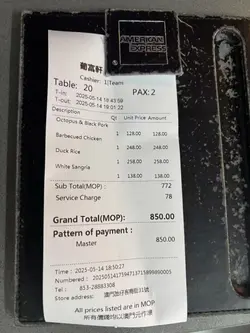 AMERICAN
EXPRESS
葡富軒
Cashier: 1(Team)
Table: 20
PAX: 2
T-in: 2025-05-14 18:43:59
T-out: 2025-05-14 19:01:22
Description Qt Unit Price Amount
Octopus & Black Pork
1 128.00 128.00
Barbecued Chicken
1 248.00 248.00
Duck Rice
1 258.00 258.00
White Sangria
1 138.00 138.00
Sub Total(MOP): 772
Service Charge 78
Grand Total(MOP): 850.00
Pattern of payment :
Master 850.00
Time : 2025-05-14 18:50:27
Tel : 853-28883308
Store address:
All prices listed are in MOP